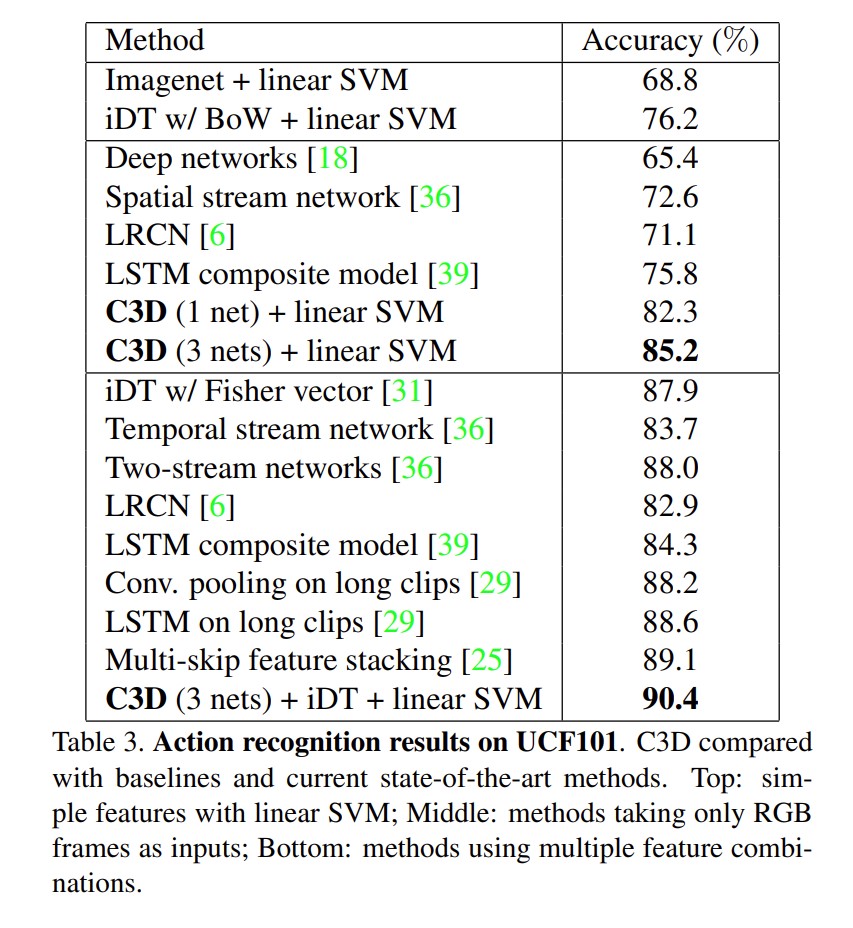 Method Accuracy (%)
Imagenet + linear SVM 68.8
iDT w/ BoW + linear SVM 76.2
Deep networks [18] 65.4
Spatial stream network [36] 72.6
LRCN [6] 71.1
LSTM composite model [39] 75.8
C3D (1 net) + linear SVM 82.3
C3D (3 nets) + linear SVM 85.2
iDT w/ Fisher vector [31] 87.9
Temporal stream network [36] 83.7
Two-stream networks [36] 88.0
LRCN [6] 82.9
LSTM composite model [39] 84.3
Conv. pooling on long clips [29] 88.2
LSTM on long clips [29] 88.6
Multi-skip feature stacking [25] 89.1
C3D (3 nets) + iDT + linear SVM 90.4
Table 3. Action recognition results on UCF101. C3D compared
with baselines and current state-of-the-art methods. Top: sim-
ple features with linear SVM; Middle: methods taking only RGB
frames as inputs; Bottom: methods using multiple feature combi-
nations.